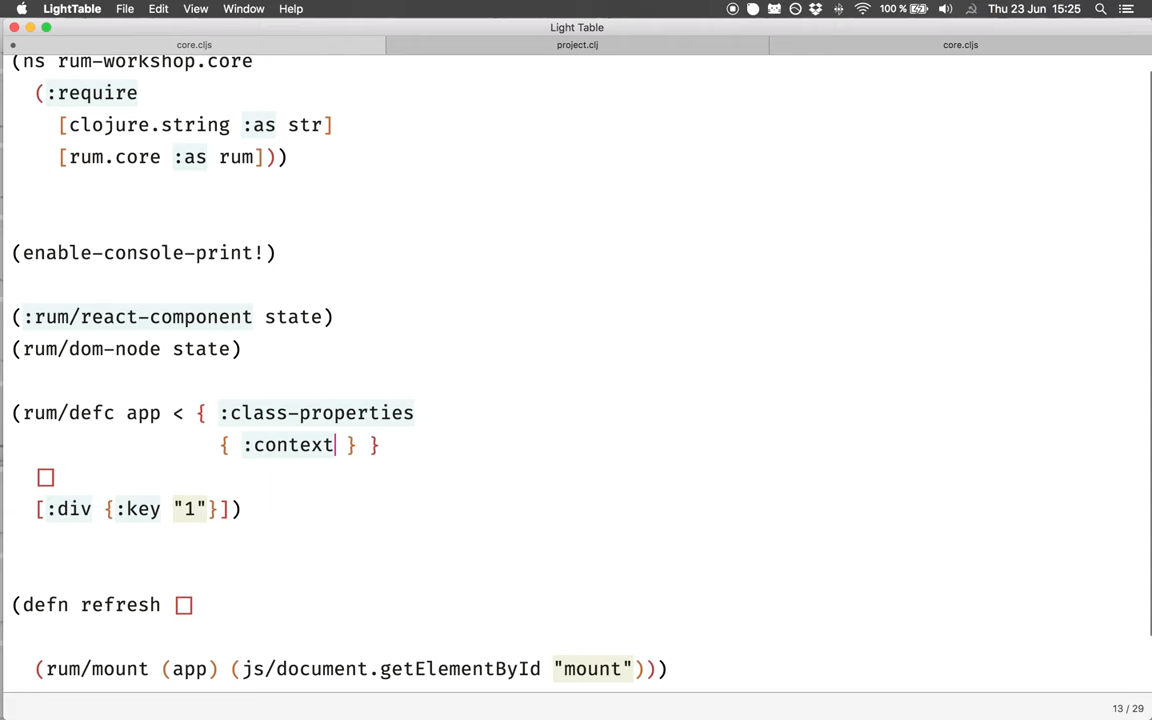 LightTable File Edit View Window Help 100 % Thu 23 Jun 15:25
Light Table
core.cljs project.clj core.cljs
(ns rum-workshop.core
(:require
[clojure.string :as str]
[rum.core :as rum]))
(enable-console-print!)
(:rum/react-component state)
(rum/dom-node state)
(rum/defc app < { :class-properties
{ :context } }
[]
[:div {:key "1"}])
(defn refresh []
(rum/mount (app) (js/document.getElementById "mount")))
13 / 29